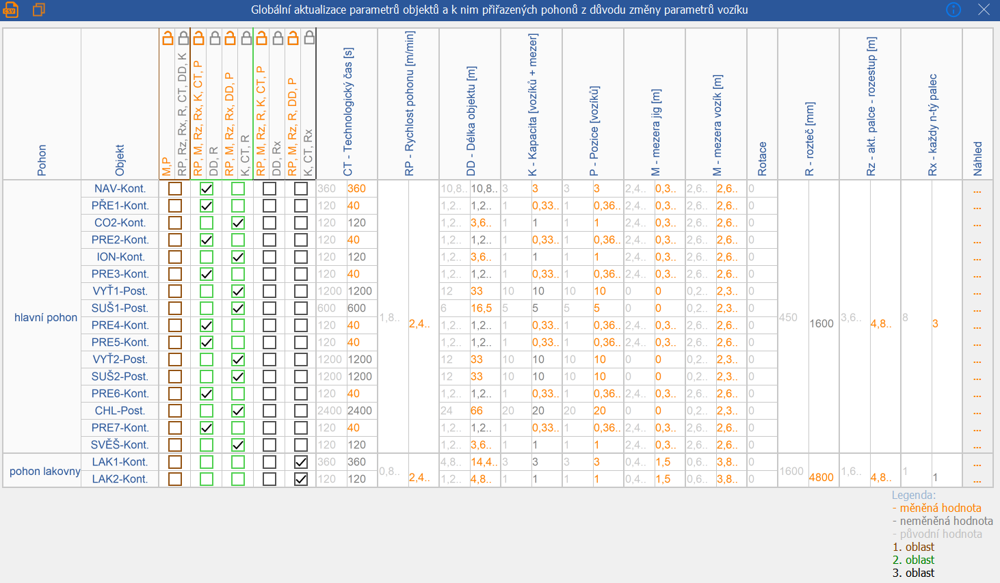 CSV
Globální aktualizace parametrů objektů a k nim přiřazených pohonů z důvodu změny parametrů vozíku
Pohon Objekt M,P RP, Rz, Rx, R, CT, DD, K RP, M, Rz, Rx, K, CT, P DD, R RP, M, Rz, Rx, DD, P K, CT, R RP, M, Rz, R, K, CT, P DD, Rx RP, M, Rz, R, DD, P K, CT, Rx CT - Technologický čas [s] RP - Rychlost pohonu [m/min] DD - Délka objektu [m] K - Kapacita [vozíků + mezer] P - Pozice [vozíků] M - mezera jig [m] M - mezera vozík [m] Rotace R - rozteč [mm] Rz - akt. palce - rozestup [m] Rx - každý n-tý palec Náhled
NAV-Kont. 360 360 10,8.. 10,8.. 3 3 3 3 2,4.. 0,3.. 2,6.. 2,6.. 0 ...
PŘE1-Kont. 120 40 1,2.. 1,2.. 1 0,33.. 1 0,36.. 2,4.. 0,3.. 2,6.. 2,6.. 0 ...
CO2-Kont. 120 120 1,2.. 3,6.. 1 1 1 1 2,4.. 0,3.. 2,6.. 2,6.. 0 ...
PRE2-Kont. 120 40 1,2.. 1,2.. 1 0,33.. 1 0,36.. 2,4.. 0,3.. 2,6.. 2,6.. 0 ...
ION-Kont. 120 120 1,2.. 3,6.. 1 1 1 1 2,4.. 0,3.. 2,6.. 2,6.. 0 ...
PRE3-Kont. 120 40 1,2.. 1,2.. 1 0,33.. 1 0,36.. 2,4.. 0,3.. 2,6.. 2,6.. 0 ...
VYŤ1-Post. 1200 1200 12 33 10 10 10 10 0 0 0,2.. 2,3.. 0 ...
SUŠ1-Post. 600 600 6 16,5 5 5 5 5 0 0 0,2.. 2,3.. 0 ...
hlavní pohon 1,8.. 2,4.. 450 1600 3,6.. 4,8.. 8 3
PRE4-Kont. 120 40 1,2.. 1,2.. 1 0,33.. 1 0,36.. 2,4.. 0,3.. 2,6.. 2,6.. 0 ...
PRE5-Kont. 120 40 1,2.. 1,2.. 1 0,33.. 1 0,36.. 2,4.. 0,3.. 2,6.. 2,6.. 0 ...
VYŤ2-Post. 1200 1200 12 33 10 10 10 10 0 0 0,2.. 2,3.. 0 ...
SUŠ2-Post. 1200 1200 12 33 10 10 10 10 0 0 0,2.. 2,3.. 0 ...
PRE6-Kont. 120 40 1,2.. 1,2.. 1 0,33.. 1 0,36.. 2,4.. 0,3.. 2,6.. 2,6.. 0 ...
CHL-Post. 2400 2400 24 66 20 20 20 20 0 0 0,2.. 2,3.. 0 ...
PRE7-Kont. 120 40 1,2.. 1,2.. 1 0,33.. 1 0,36.. 2,4.. 0,3.. 2,6.. 2,6.. 0 ...
SVĚŠ-Kont. 120 120 1,2.. 3,6.. 1 1 1 1 2,4.. 0,3.. 2,6.. 2,6.. 0 ...
LAK1-Kont. 360 360 4,8.. 14,4.. 3 3 3 3 0,4.. 1,5 0,6.. 3,8.. 0 ...
pohon lakovny 0,8.. 2,4.. 1600 4800 1,6.. 4,8.. 1 1
LAK2-Kont. 120 120 1,2.. 4,8.. 1 1 1 1 0,4.. 1,5 0,6.. 3,8.. 0 ...
Legenda:
- měněná hodnota
- neměněná hodnota
- původní hodnota
1. oblast
2. oblast
3. oblast